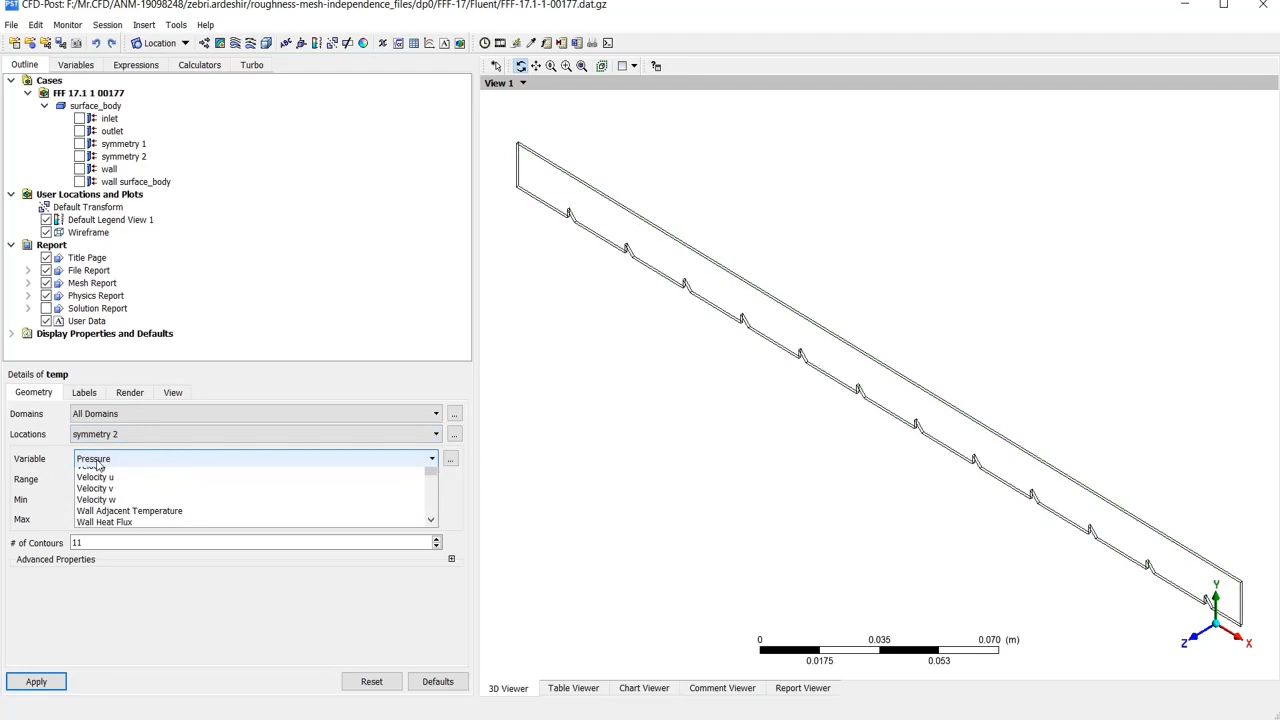 CFD-Post: F:/Mr.CFD/ANM-19098248/zebri.ardeshir/roughness-mesh-independence_files/dp0/FFF-17/Fluent/FFF-17.1-1-00177.dat.gz
File Edit Monitor Session Insert Tools Help
Location
Outline Variables Expressions Calculators Turbo
View 1
Cases
FFF 17.1 1 00177
surface_body
inlet
outlet
symmetry 1
symmetry 2
wall
wall surface_body
User Locations and Plots
Default Transform
Default Legend View 1
Wireframe
Report
Title Page
File Report
Mesh Report
Physics Report
Solution Report
A User Data
Display Properties and Defaults
Details of temp
Geometry Labels Render View
Domains All Domains ...
Locations symmetry 2 ...
Variable Pressure ...
Velocity u
Range
Velocity v
Min Velocity w
Wall Adjacent Temperature
Max Wall Heat Flux
# of Contours 11
Advanced Properties
Apply Reset Defaults
0 0.035 0.070 (m)
0.0175 0.053
Y
Z X
3D Viewer Table Viewer Chart Viewer Comment Viewer Report Viewer